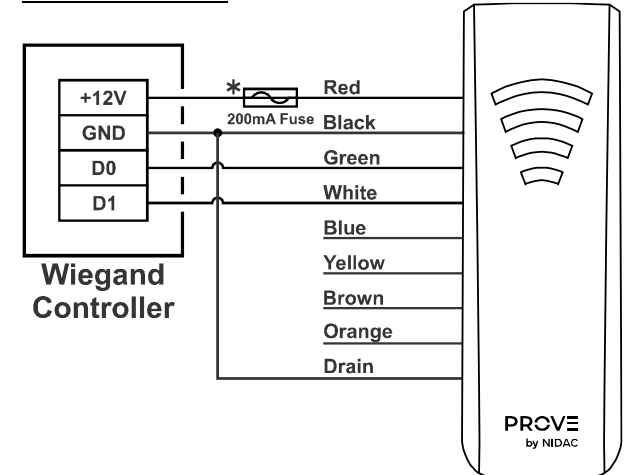 +12V
GND
D0
D1
Wiegand
Controller
*
200mA Fuse
Red
Black
Green
White
Blue
Yellow
Brown
Orange
Drain
PROVE
by NIDAC